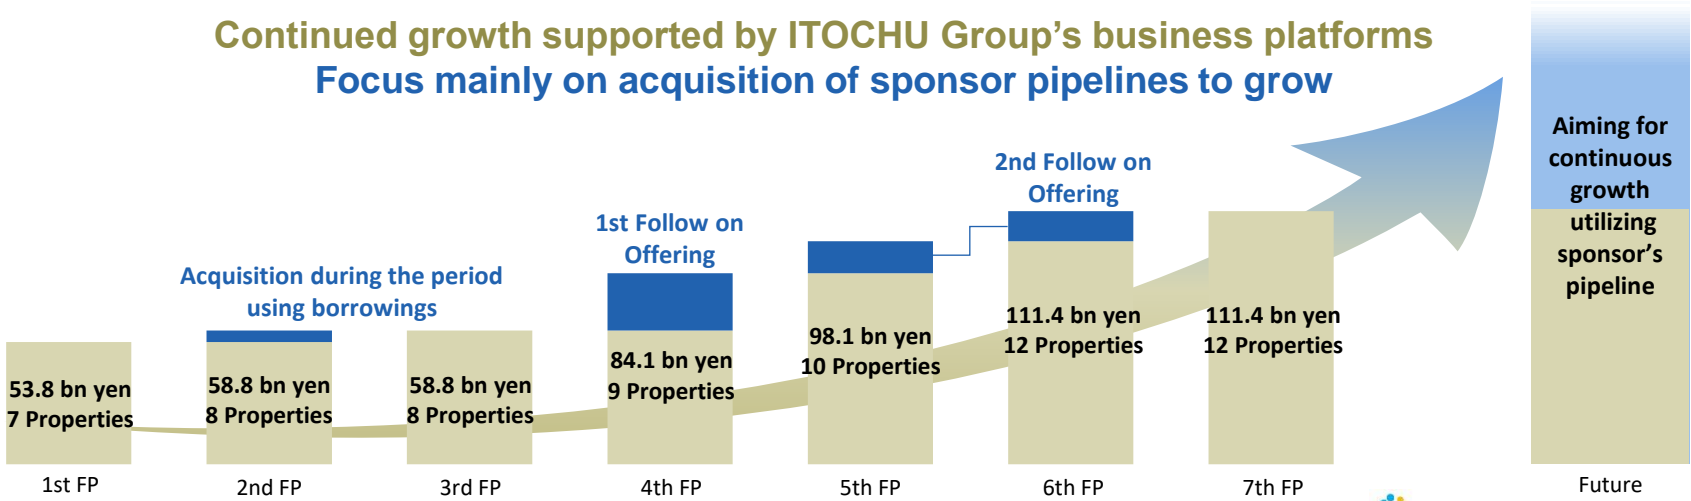 Continued growth supported by ITOCHU Group’s business platforms
Focus mainly on acquisition of sponsor pipelines to grow
Acquisition during the period
using borrowings
1st Follow on
Offering
2nd Follow on
Offering
Aiming for
continuous
growth
utilizing
sponsor’s
pipeline
53.8 bn yen
7 Properties
58.8 bn yen
8 Properties
58.8 bn yen
8 Properties
84.1 bn yen
9 Properties
98.1 bn yen
10 Properties
111.4 bn yen
12 Properties
111.4 bn yen
12 Properties
1st FP
2nd FP
3rd FP
4th FP
5th FP
6th FP
7th FP
Future